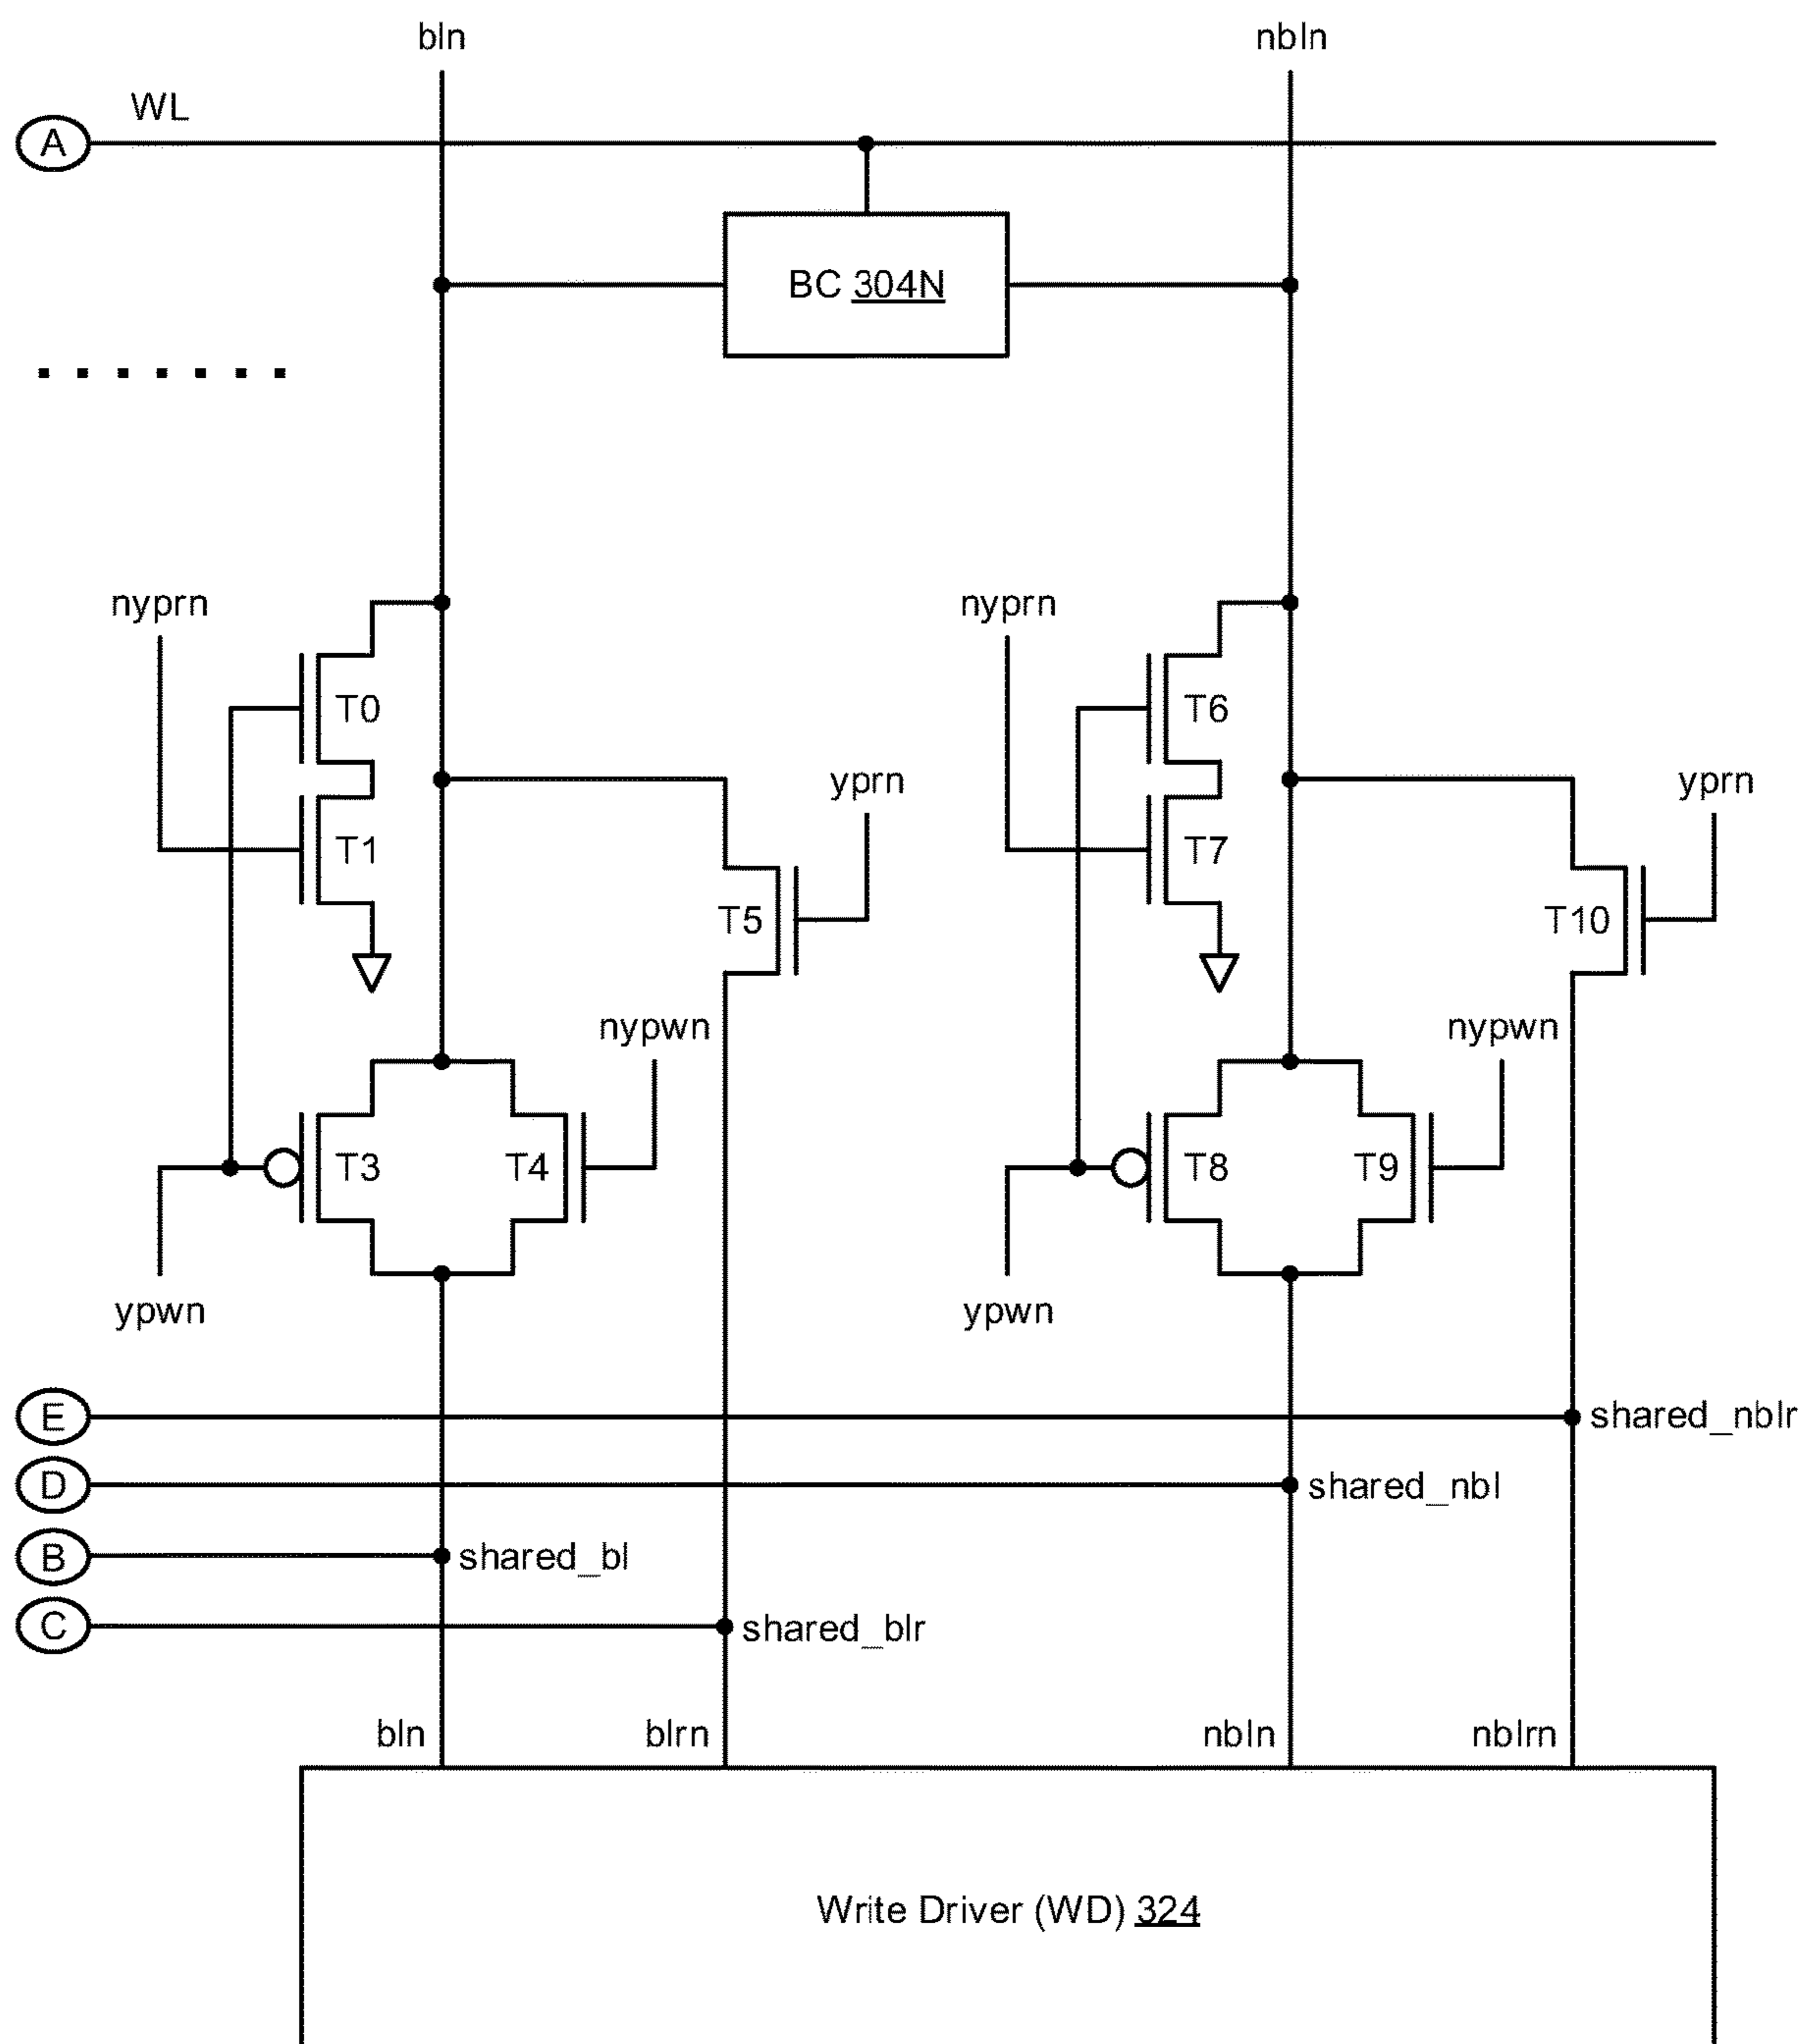 bln nbln
WL
A
BC 304N
nyprn nyprn
T0 T6
yprn yprn
T1 T7
T5 T10
nypwn nypwn
T3 T4 T8 T9
ypwn ypwn
E shared_nblr
D shared_nbl
B shared_bl
C shared_blr
bln blrn nbln nblrn
Write Driver (WD) 324